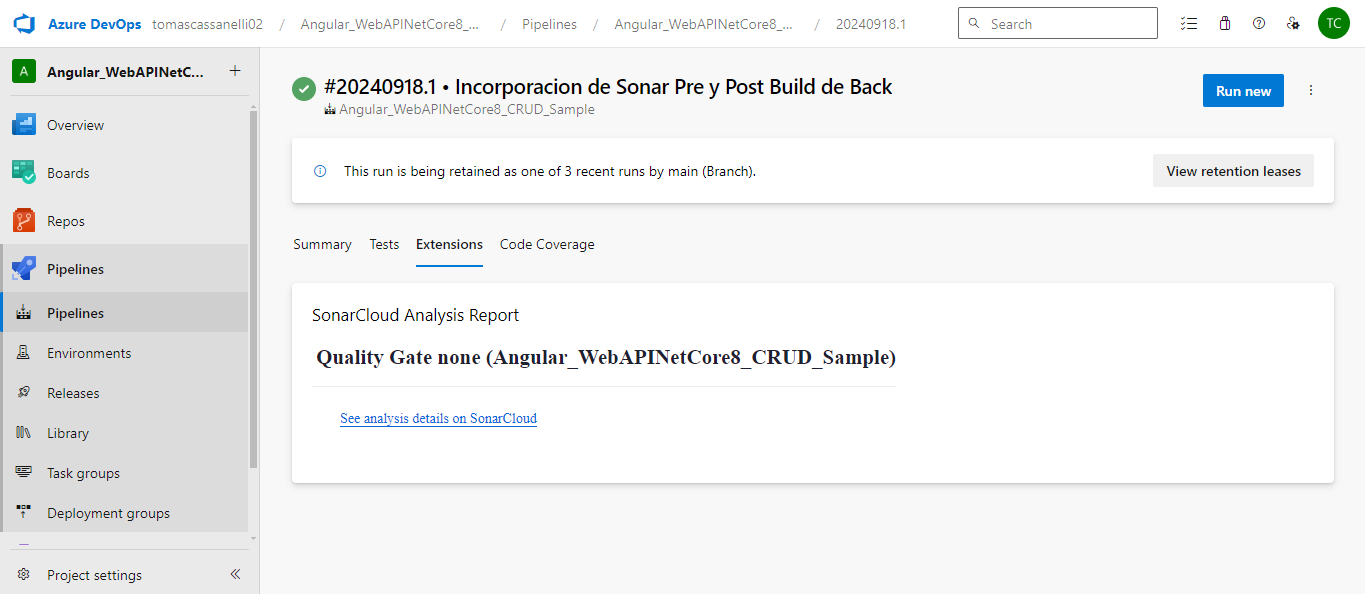 Azure DevOps tomascassanelli02 / Angular_WebAPINetCore8_... / Pipelines / Angular_WebAPINetCore8_... / 20240918.1 Search TC
A Angular_WebAPINetC... +
Overview
Boards
Repos
Pipelines
Pipelines
Environments
Releases
Library
Task groups
Deployment groups
Project settings
#20240918.1 • Incorporacion de Sonar Pre y Post Build de Back
Run new
Angular_WebAPINetCore8_CRUD_Sample
This run is being retained as one of 3 recent runs by main (Branch).
View retention leases
Summary Tests Extensions Code Coverage
SonarCloud Analysis Report
Quality Gate none (Angular_WebAPINetCore8_CRUD_Sample)
See analysis details on SonarCloud